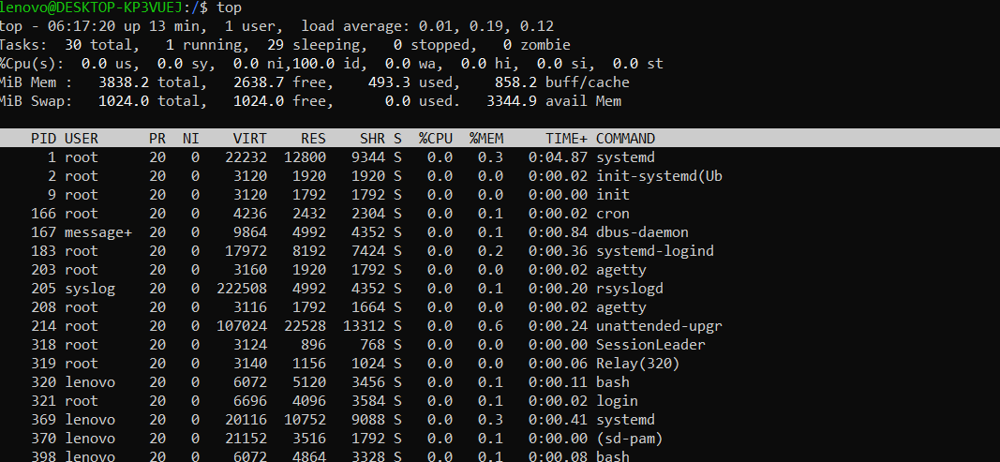 lenovo@DESKTOP-KP3VUEJ:/$ top
top - 06:17:20 up 13 min,  1 user,  load average: 0.01, 0.19, 0.12
Tasks:  30 total,   1 running,  29 sleeping,   0 stopped,   0 zombie
%Cpu(s):  0.0 us,  0.0 sy,  0.0 ni,100.0 id,  0.0 wa,  0.0 hi,  0.0 si,  0.0 st
MiB Mem :   3838.2 total,   2638.7 free,    493.3 used,    858.2 buff/cache
MiB Swap:   1024.0 total,   1024.0 free,      0.0 used.   3344.9 avail Mem
PID USER      PR  NI    VIRT    RES    SHR S  %CPU  %MEM     TIME+ COMMAND
1 root      20   0   22232  12800   9344 S   0.0   0.3   0:04.87 systemd
2 root      20   0    3120   1920   1920 S   0.0   0.0   0:00.02 init-systemd(Ub
9 root      20   0    3120   1792   1792 S   0.0   0.0   0:00.00 init
166 root      20   0    4236   2432   2304 S   0.0   0.1   0:00.02 cron
167 message+  20   0    9864   4992   4352 S   0.0   0.1   0:00.84 dbus-daemon
183 root      20   0   17972   8192   7424 S   0.0   0.2   0:00.36 systemd-logind
203 root      20   0    3160   1920   1792 S   0.0   0.0   0:00.02 agetty
205 syslog    20   0  222508   4992   4352 S   0.0   0.1   0:00.20 rsyslogd
208 root      20   0    3116   1792   1664 S   0.0   0.0   0:00.02 agetty
214 root      20   0  107024  22528  13312 S   0.0   0.6   0:00.24 unattended-upgr
318 root      20   0    3124    896    768 S   0.0   0.0   0:00.00 SessionLeader
319 root      20   0    3140   1156   1024 S   0.0   0.0   0:00.06 Relay(320)
320 lenovo    20   0    6072   5120   3456 S   0.0   0.1   0:00.11 bash
321 root      20   0    6696   4096   3584 S   0.0   0.1   0:00.02 login
369 lenovo    20   0   20116  10752   9088 S   0.0   0.3   0:00.41 systemd
370 lenovo    20   0   21152   3516   1792 S   0.0   0.1   0:00.00 (sd-pam)
398 lenovo    20   0    6072   4864   3328 S   0.0   0.1   0:00.08 bash